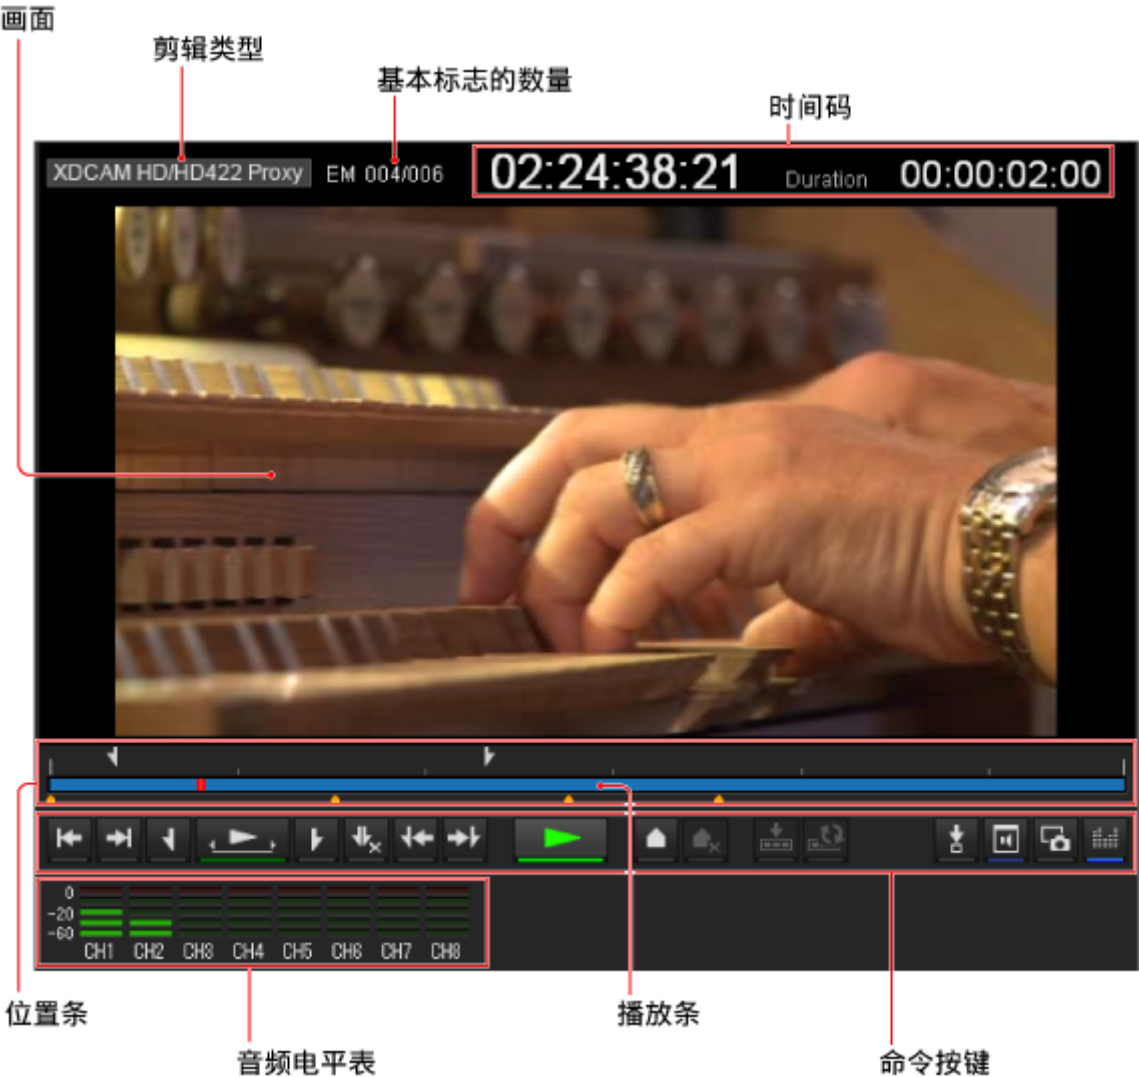 画面
剪辑类型
基本标志的数量
时间码
XDCAM HD/HD422 Proxy EM 004/006 02:24:38:21 Duration 00:00:02:00
0
-20
-60
CH1 CH2 CH3 CH4 CH5 CH6 CH7 CH8
位置条
播放条
音频电平表
命令按键